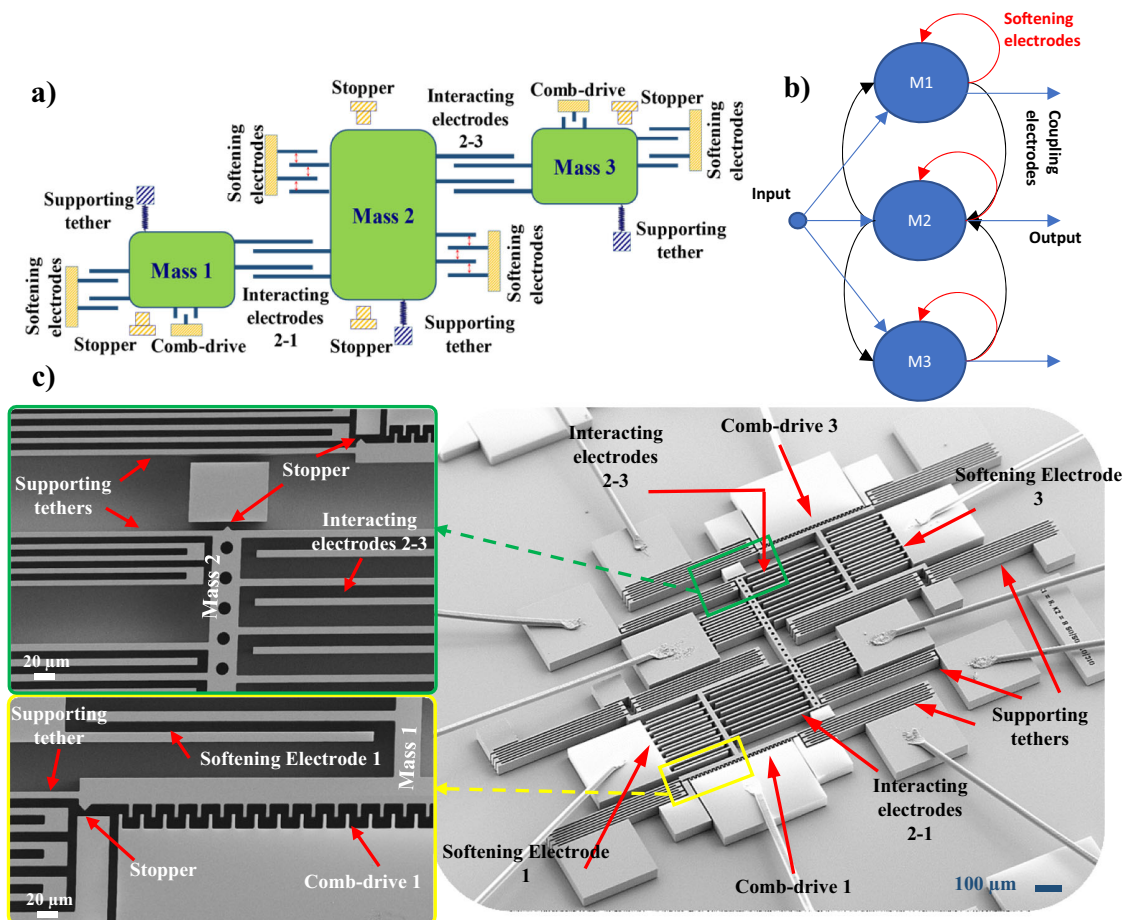 a)
Stopper
Interacting
electrodes
2-3
Comb-drive
Stopper
Softening
electrodes
Mass 3
Softening
electrodes
Supporting
tether
Mass 2
Supporting
tether
Mass 1
Softening
electrodes
Interacting
electrodes
2-1
Softening
electrodes
Stopper
Comb-drive
Stopper
Supporting
tether
b)
Softening
electrodes
M1
Coupling
electrodes
Input
M2
Output
M3
c)
Stopper
Supporting
tethers
Interacting
electrodes 2-3
Mass 2
20 µm
Supporting
tether
Softening Electrode 1
Mass 1
Stopper
Comb-drive 1
20 µm
Interacting
electrodes
2-3
Comb-drive 3
Softening Electrode
3
Supporting
tethers
Interacting
electrodes
2-1
Softening Electrode
1
Comb-drive 1
100 µm